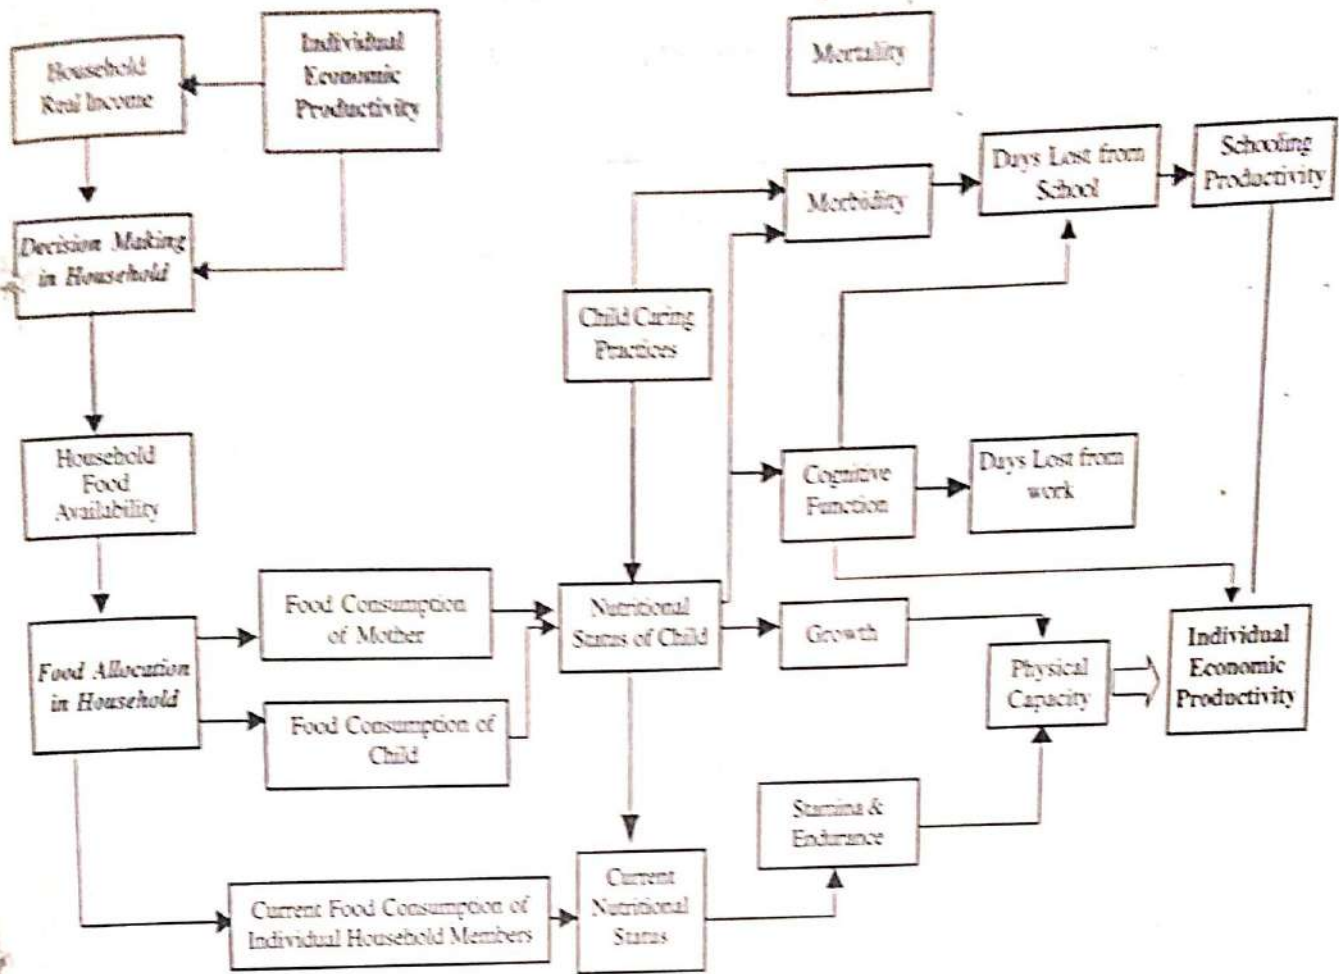 Household
Real Income
Individual
Economic
Productivity
Mortality
Days Lost from
School
Schooling
Productivity
Morbidity
Decision Making
in Household
Child Caring
Practices
Household
Food
Availability
Cognitive
Function
Days Lost from
work
Food Consumption
of Mother
Nutritional
Status of Child
Growth
Physical
Capacity
Individual
Economic
Productivity
Food Allocation
in Household
Food Consumption of
Child
Stamina &
Endurance
Current Food Consumption of
Individual Household Members
Current
Nutritional
Status